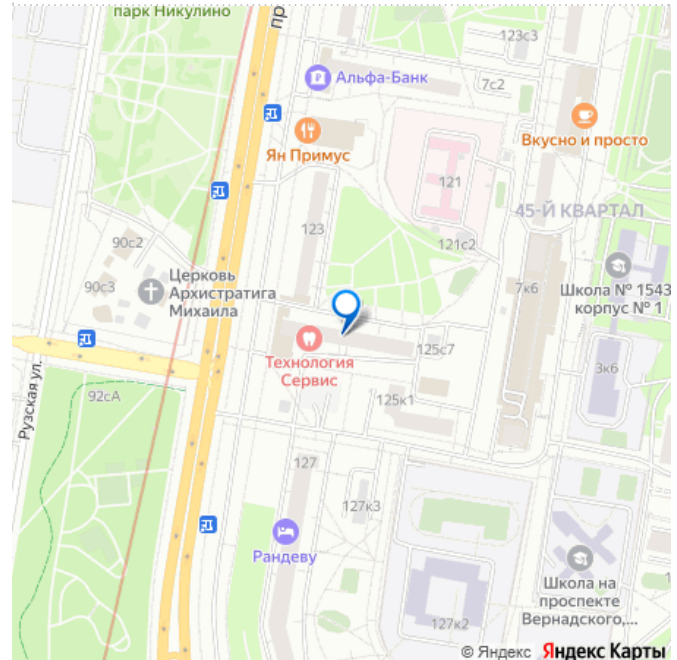 парк Никулино
пр
123с3
Альфа-Банк
7с2
Вкусно и просто
Ян Примус
121
45-Й КВАРТАЛ
123
121с2
90с2
90с3
Церковь
Архистратига
Михаила
7к6
Школа № 1543
корпус № 1
125с7
Технология
Сервис
3к6
Рузская ул.
92сА
125к1
127
127к3
Рандеву
Школа на
проспекте
Вернадского,...
127к2
1
© Яндекс Яндекс Карты